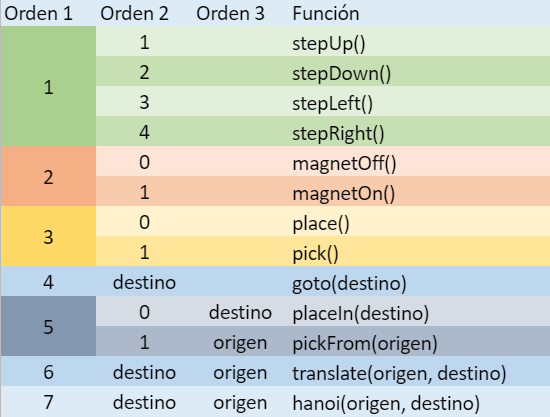 Orden 1 Orden 2 Orden 3 Función
1 1 stepUp()
2 stepDown()
3 stepLeft()
4 stepRight()
2 0 magnetOff()
1 magnetOn()
3 0 place()
1 pick()
4 destino goto(destino)
5 0 destino placeIn(destino)
1 origen pickFrom(origen)
6 destino origen translate(origen, destino)
7 destino origen hanoi(origen, destino)